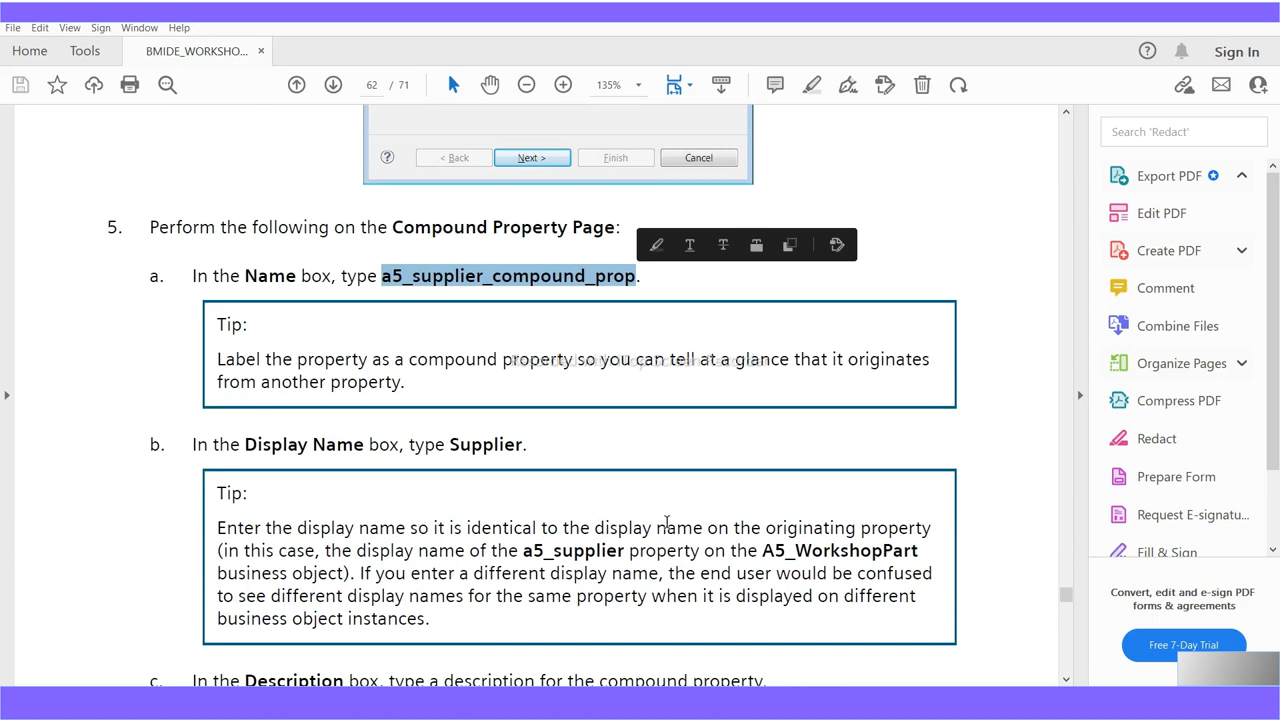 File Edit View Sign Window Help
Home Tools BMIDE_WORKSHO... × Sign In
62 / 71 135%
Search 'Redact'
< Back Next > Finish Cancel
Export PDF
Edit PDF
Create PDF
Comment
Combine Files
Organize Pages
Compress PDF
Redact
Prepare Form
Request E-signatu...
Fill & Sign
Convert, edit and e-sign PDF
forms & agreements
Free 7-Day Trial
5. Perform the following on the Compound Property Page:
a. In the Name box, type a5_supplier_compound_prop.
Tip:
Label the property as a compound property so you can tell at a glance that it originates
from another property.
b. In the Display Name box, type Supplier.
Tip:
Enter the display name so it is identical to the display name on the originating property
(in this case, the display name of the a5_supplier property on the A5_WorkshopPart
business object). If you enter a different display name, the end user would be confused
to see different display names for the same property when it is displayed on different
business object instances.
c. In the Description box, type a description for the compound property.